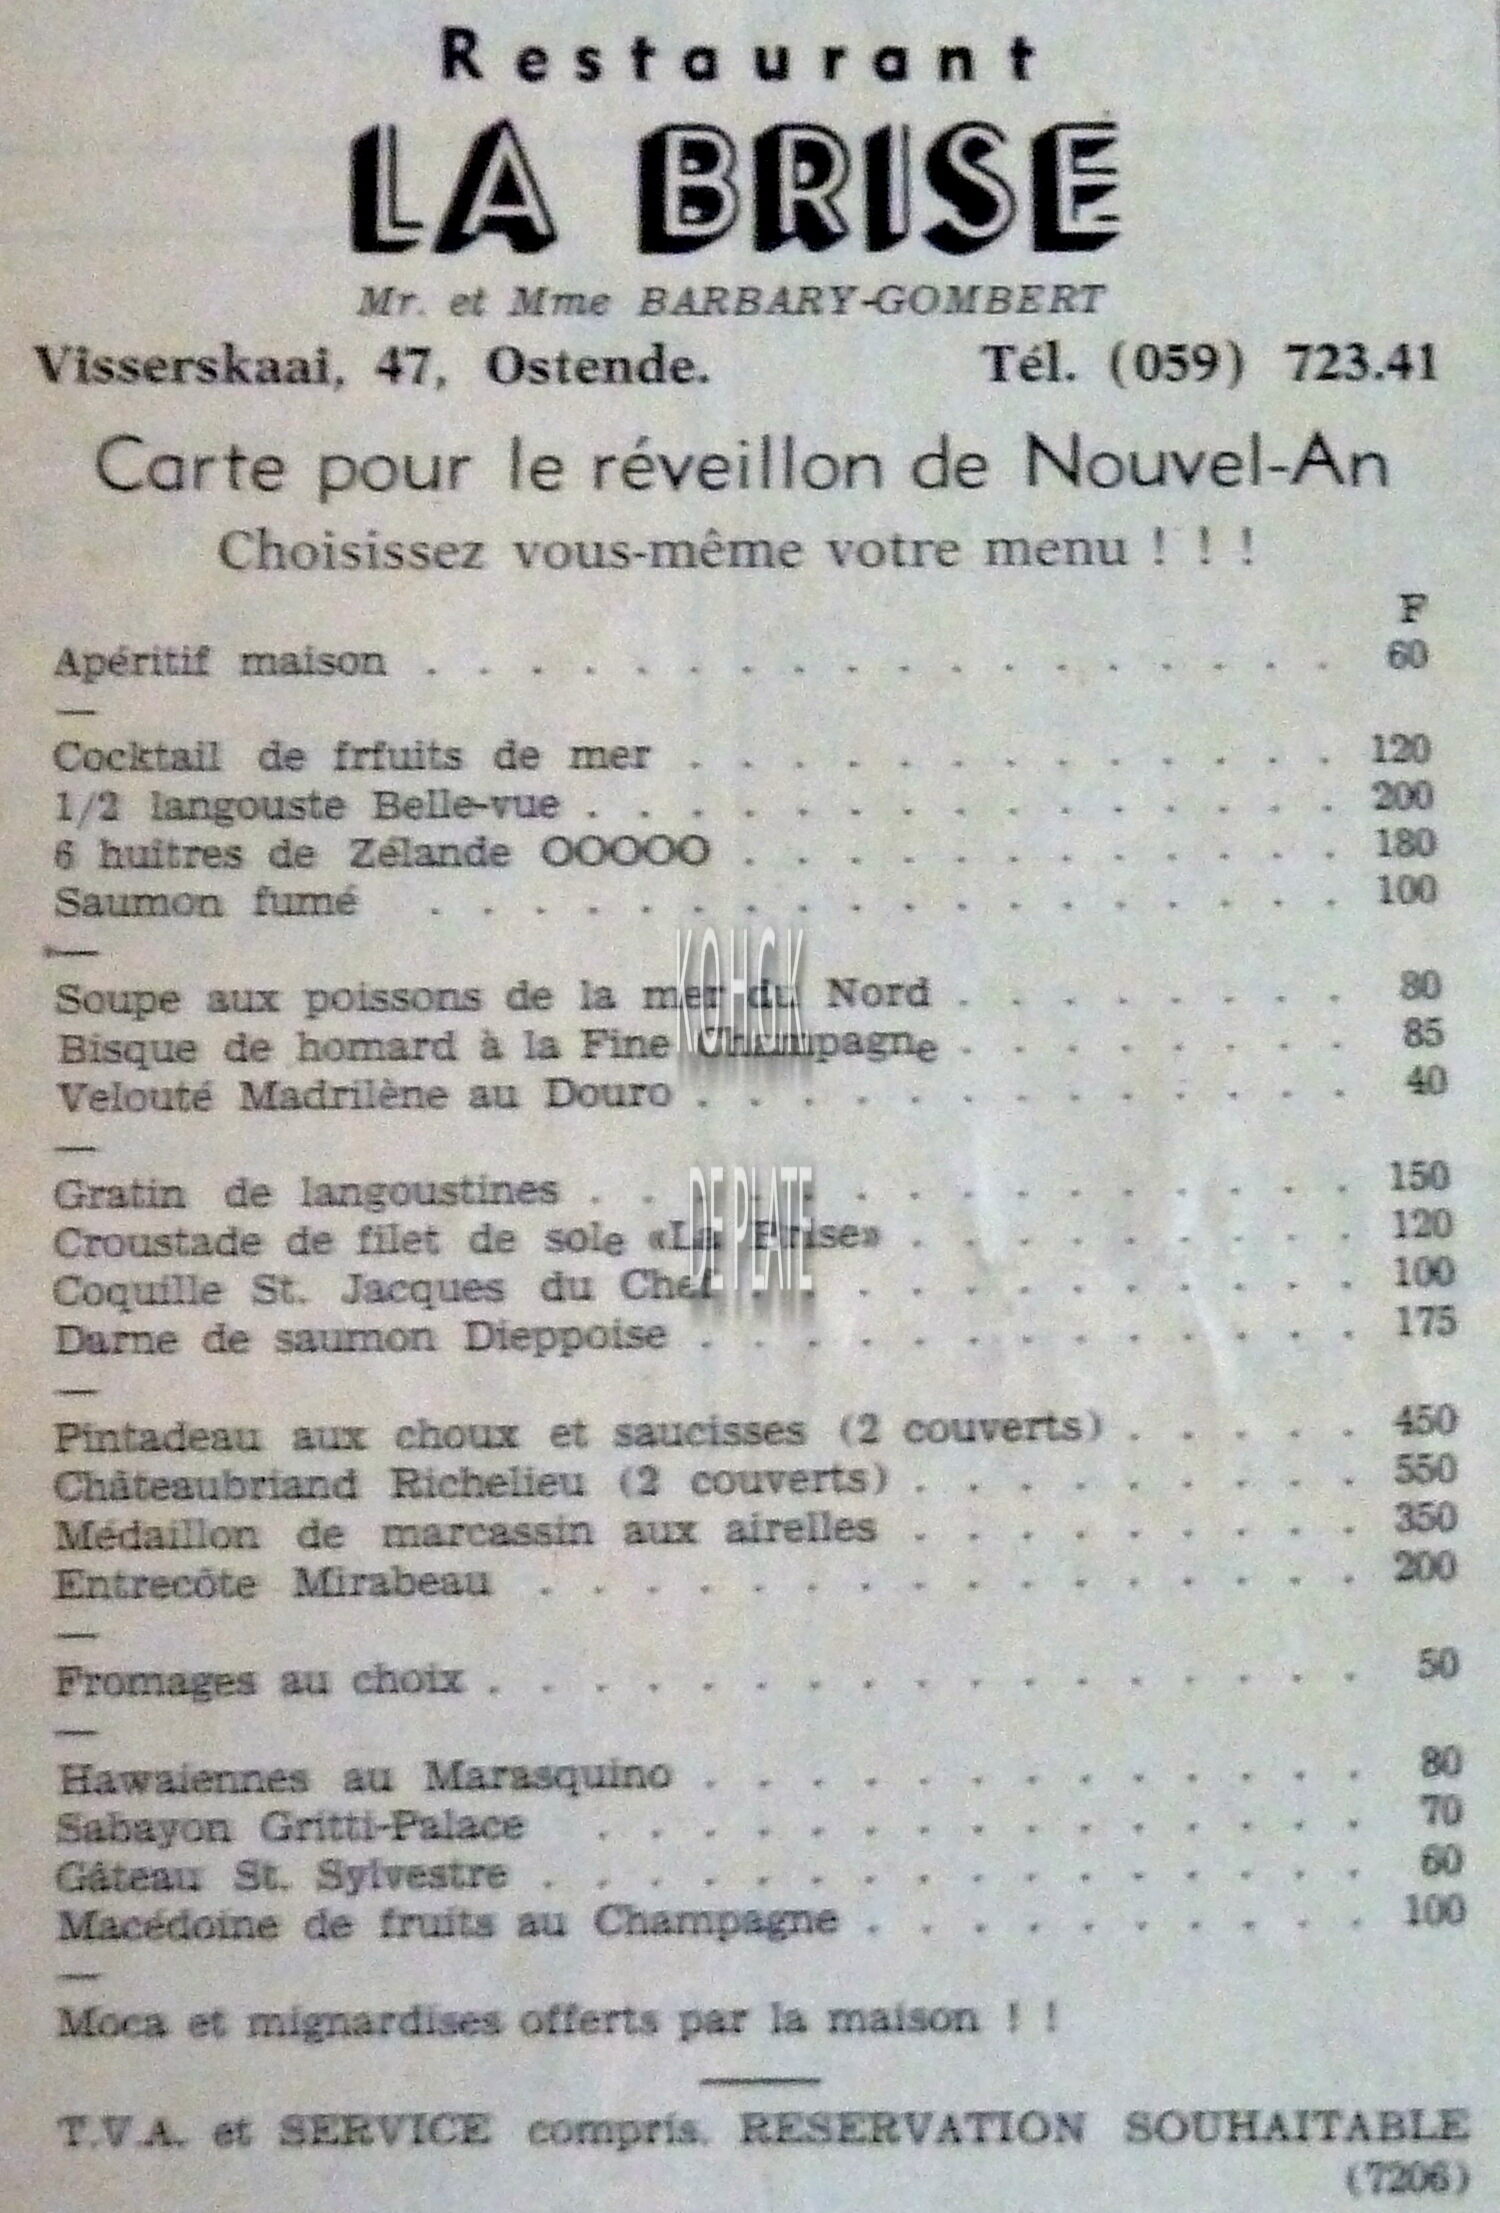 Restaurant
LA BRISE
Mr. et Mme BARBARY-GOMBERT
Visserskaai, 47, Ostende. Tél. (059) 723.41
Carte pour le réveillon de Nouvel-An
Choisissez vous-même votre menu ! ! !
F
Apéritif maison . . . . . . . . . . . . . . . . . . 60
—
Cocktail de frfuits de mer . . . . . . . . . . . . . 120
1/2 langouste Belle-vue . . . . . . . . . . . . . . . 200
6 huîtres de Zélande OOOOO . . . . . . . . . . . . 180
Saumon fumé . . . . . . . . . . . . . . . . . . 100
—
Soupe aux poissons de la mer du Nord . . . . . . . . 80
Bisque de homard à la Fine Champagne . . . . . . . . 85
Velouté Madrilène au Douro . . . . . . . . . . . . . 40
—
Gratin de langoustines . . . . . . . . . . . . . . . 150
Croustade de filet de sole «La Brise» . . . . . . . . . 120
Coquille St. Jacques du Chef . . . . . . . . . . . 100
Darne de saumon Dieppoise . . . . . . . . . . . . . 175
—
Pintadeau aux choux et saucisses (2 couverts) . . . . . 450
Châteaubriand Richelieu (2 couverts) . . . . . . . . . 550
Médaillon de marcassin aux airelles . . . . . . . . . 350
Entrecôte Mirabeau . . . . . . . . . . . . . . . . 200
—
Fromages au choix . . . . . . . . . . . . . . . . . 50
—
Hawaiennes au Marasquino . . . . . . . . . . . . . 80
Sabayon Gritti-Palace . . . . . . . . . . . . . . . 70
Gâteau St. Sylvestre . . . . . . . . . . . . . . . . 60
Macédoine de fruits au Champagne . . . . . . . . . . 100
—
Moca et mignardises offerts par la maison ! !
T.V.A. et SERVICE compris. RESERVATION SOUHAITABLE
(7206)
KOHGK
DE PLATE